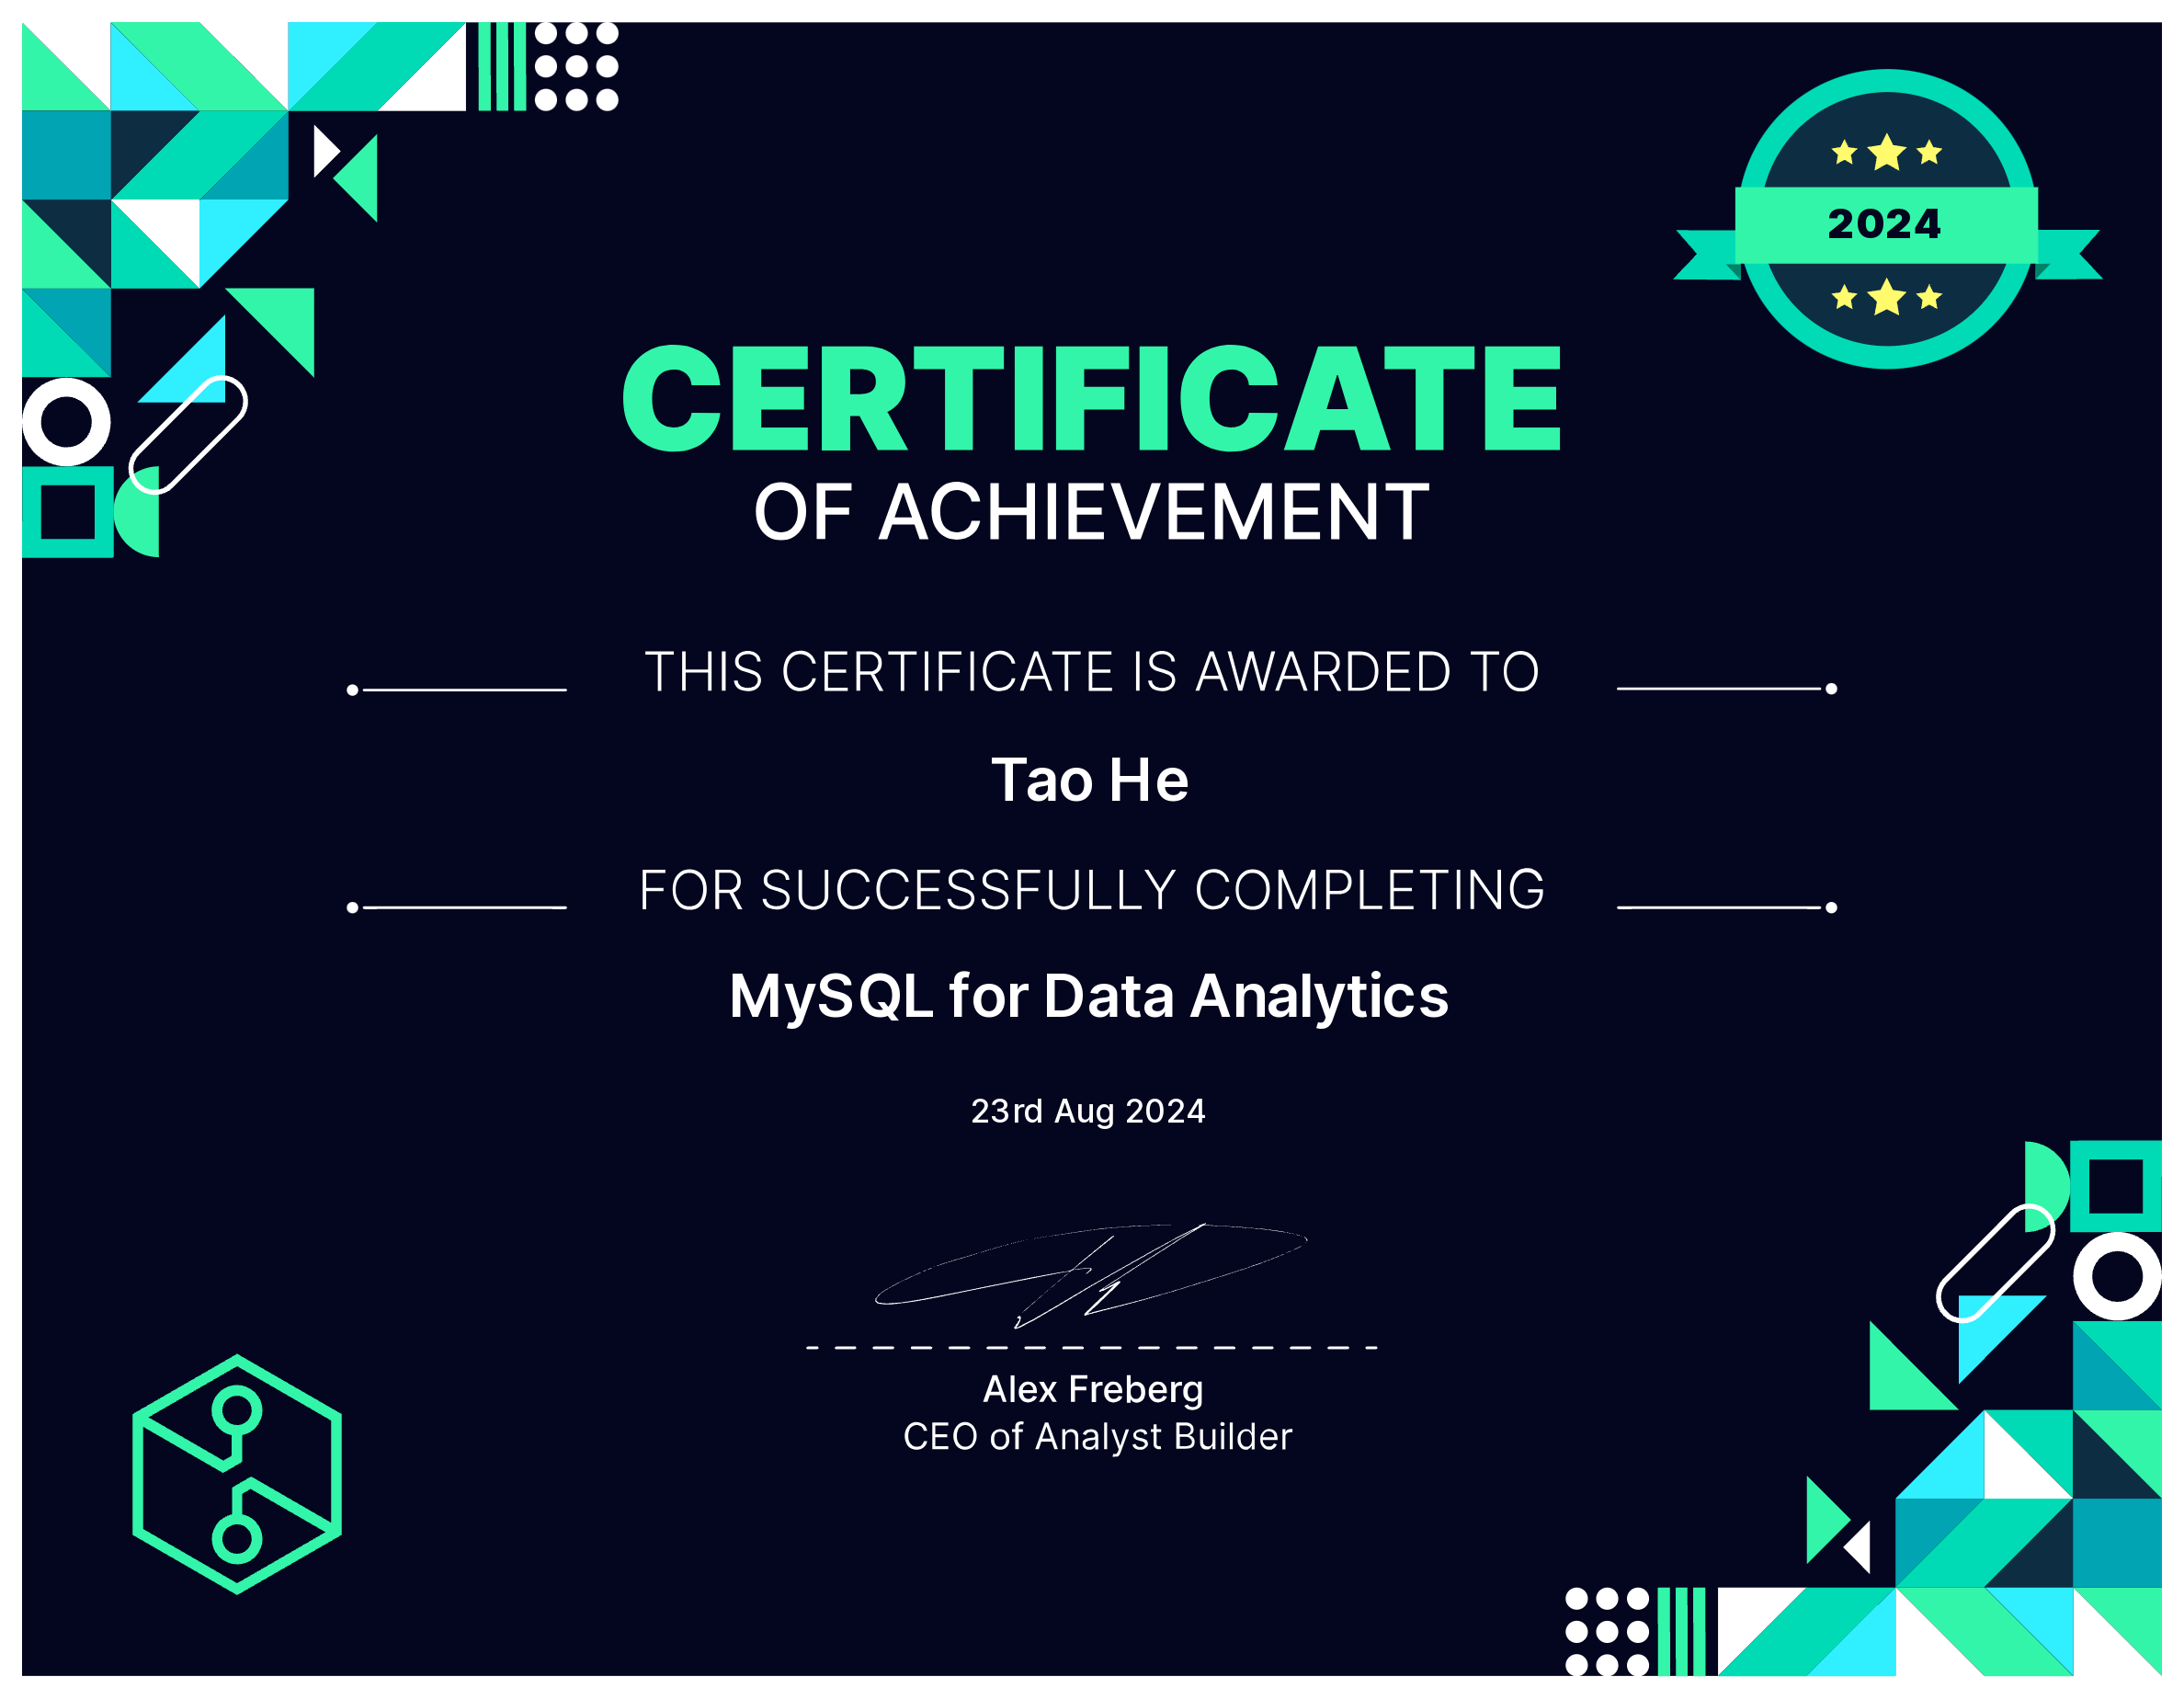 2024
CERTIFICATE
OF ACHIEVEMENT
THIS CERTIFICATE IS AWARDED TO
Tao He
FOR SUCCESSFULLY COMPLETING
MySQL for Data Analytics
23rd Aug 2024
Alex Freberg
CEO of Analyst Builder